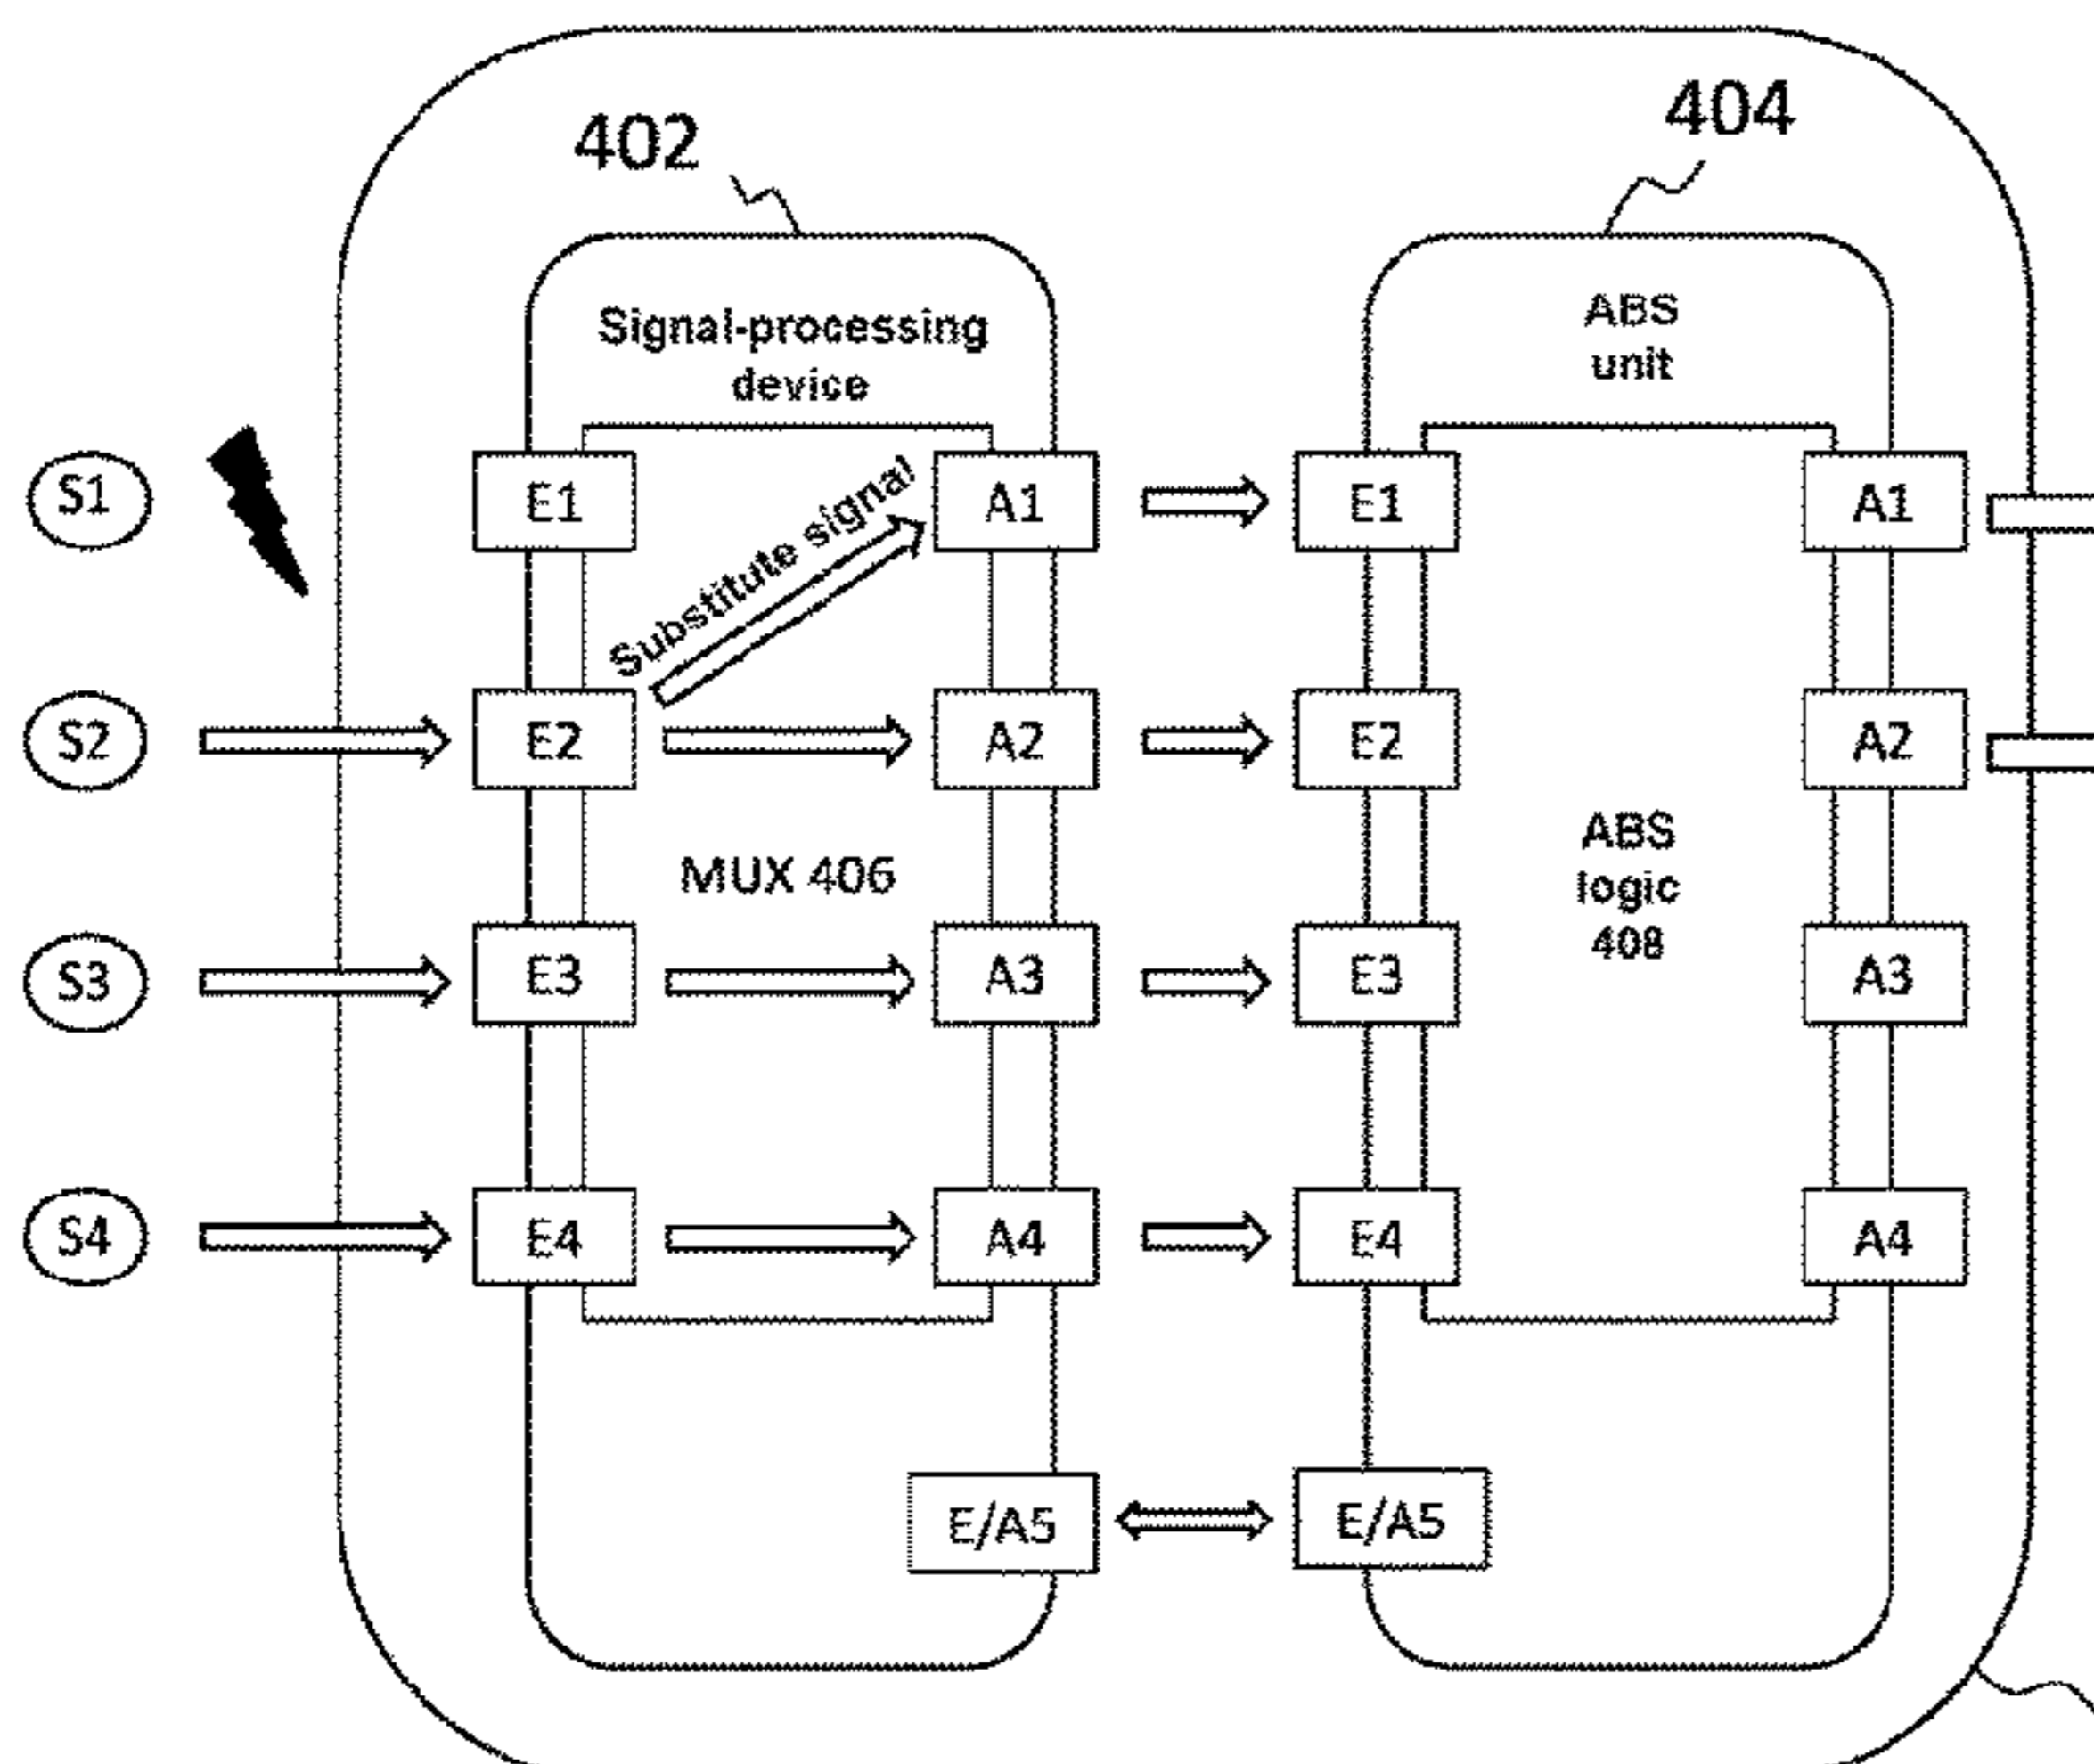 402
404
Signal-processing
device
ABS
unit
S1
E1
Substitute signal
A1
E1
A1
S2
E2
A2
E2
A2
MUX 406
ABS
logic
408
S3
E3
A3
E3
A3
S4
E4
A4
E4
A4
E/A5
E/A5